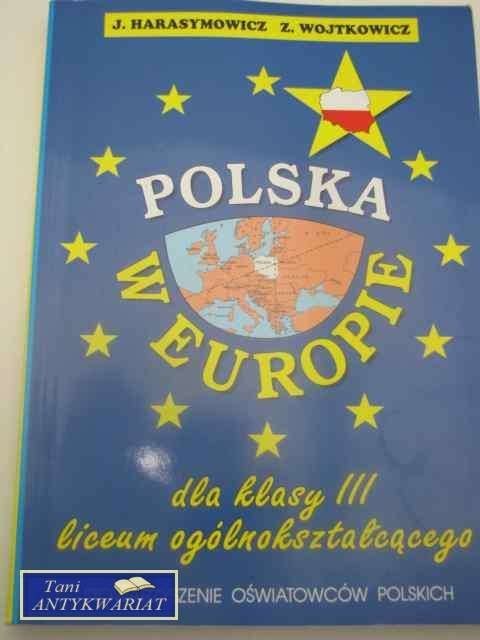 J. HARASYMOWICZ Z. WOJTKOWICZ
POLSKA
W EUROPIE
dla klasy III
liceum ogólnokształcącego
OŚWIATOWCÓW POLSKICH
Tani
ANTYKWARIAT